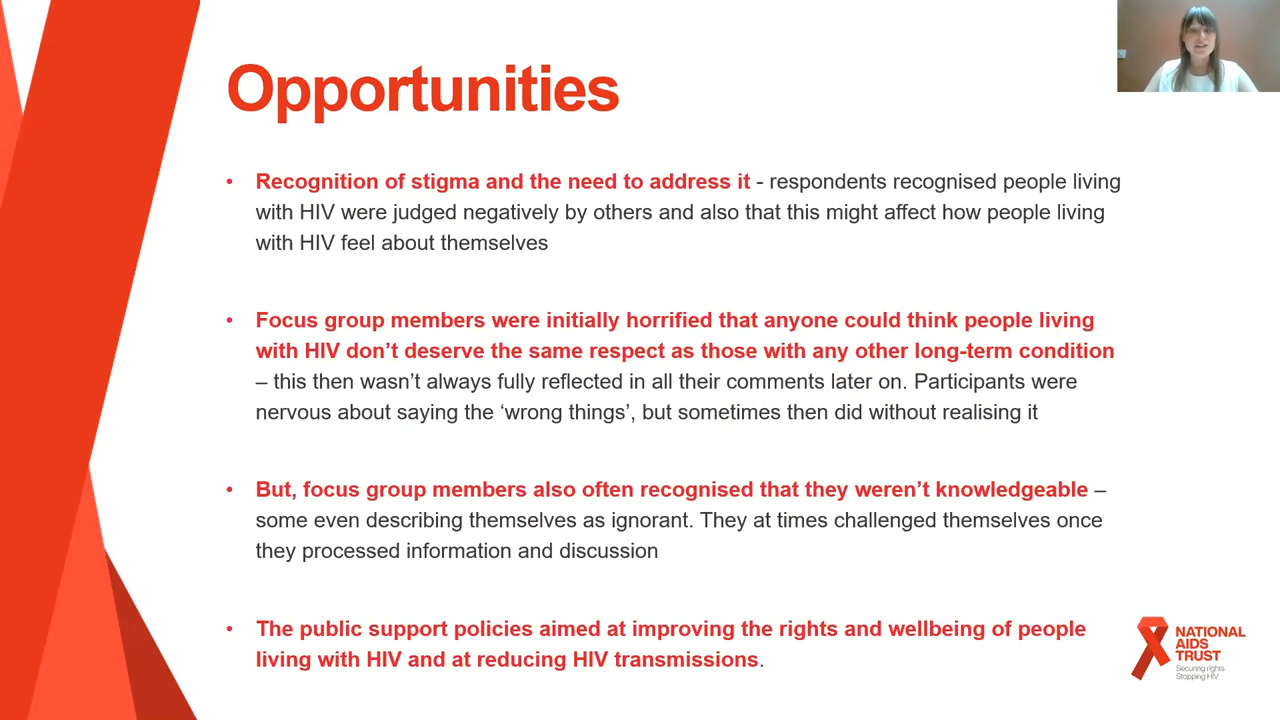 Opportunities
• Recognition of stigma and the need to address it - respondents recognised people living
with HIV were judged negatively by others and also that this might affect how people living
with HIV feel about themselves
• Focus group members were initially horrified that anyone could think people living
with HIV don’t deserve the same respect as those with any other long-term condition
– this then wasn’t always fully reflected in all their comments later on. Participants were
nervous about saying the ‘wrong things’, but sometimes then did without realising it
• But, focus group members also often recognised that they weren’t knowledgeable –
some even describing themselves as ignorant. They at times challenged themselves once
they processed information and discussion
• The public support policies aimed at improving the rights and wellbeing of people
living with HIV and at reducing HIV transmissions.
NATIONAL
AIDS
TRUST
Securing rights
Stopping HIV